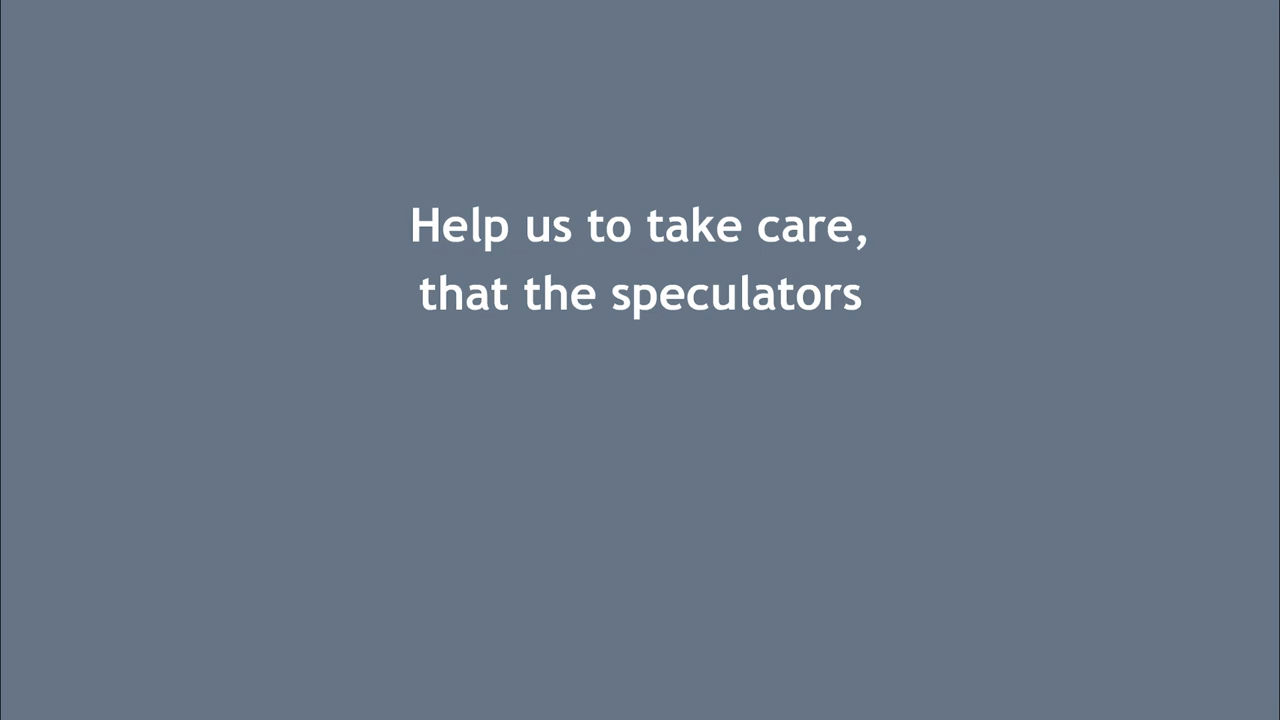 Help us to take care,
that the speculators